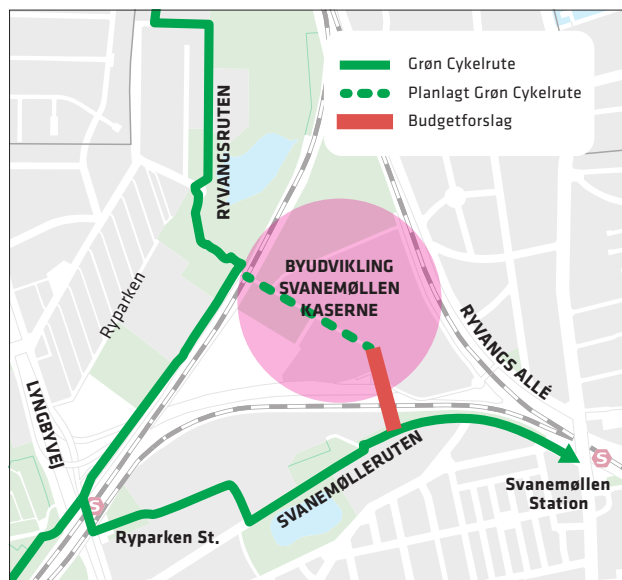 Grøn Cykelrute
Planlagt Grøn Cykelrute
Budgetforslag
RYVANGSRUTEN
BYUDVIKLING
SVANEMØLLEN
KASERNE
Ryparken
RYVANGS ALLÉ
LYNGBYVEJ
SVANEMØLLERUTEN
S
Svanemøllen
Station
S
Ryparken St.